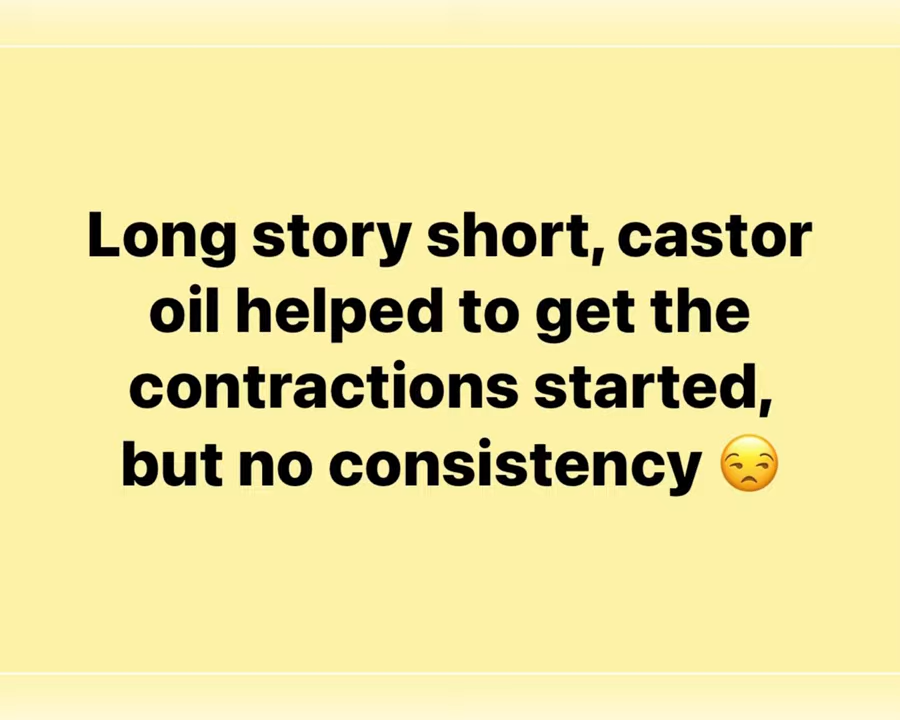 Long story short, castor
oil helped to get the
contractions started,
but no consistency 😒